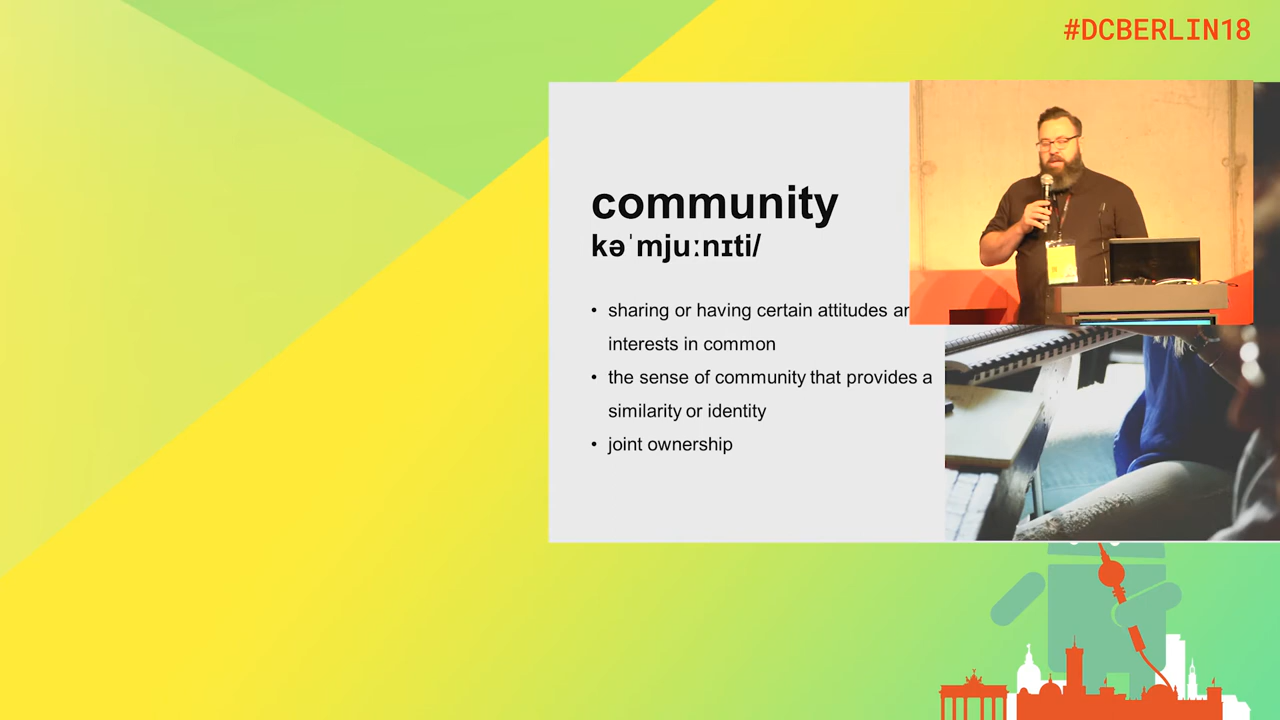 #DCBERLIN18
community
kəˈmjuːnɪti/
• sharing or having certain attitudes
interests in common
• the sense of community that provides a
similarity or identity
• joint ownership